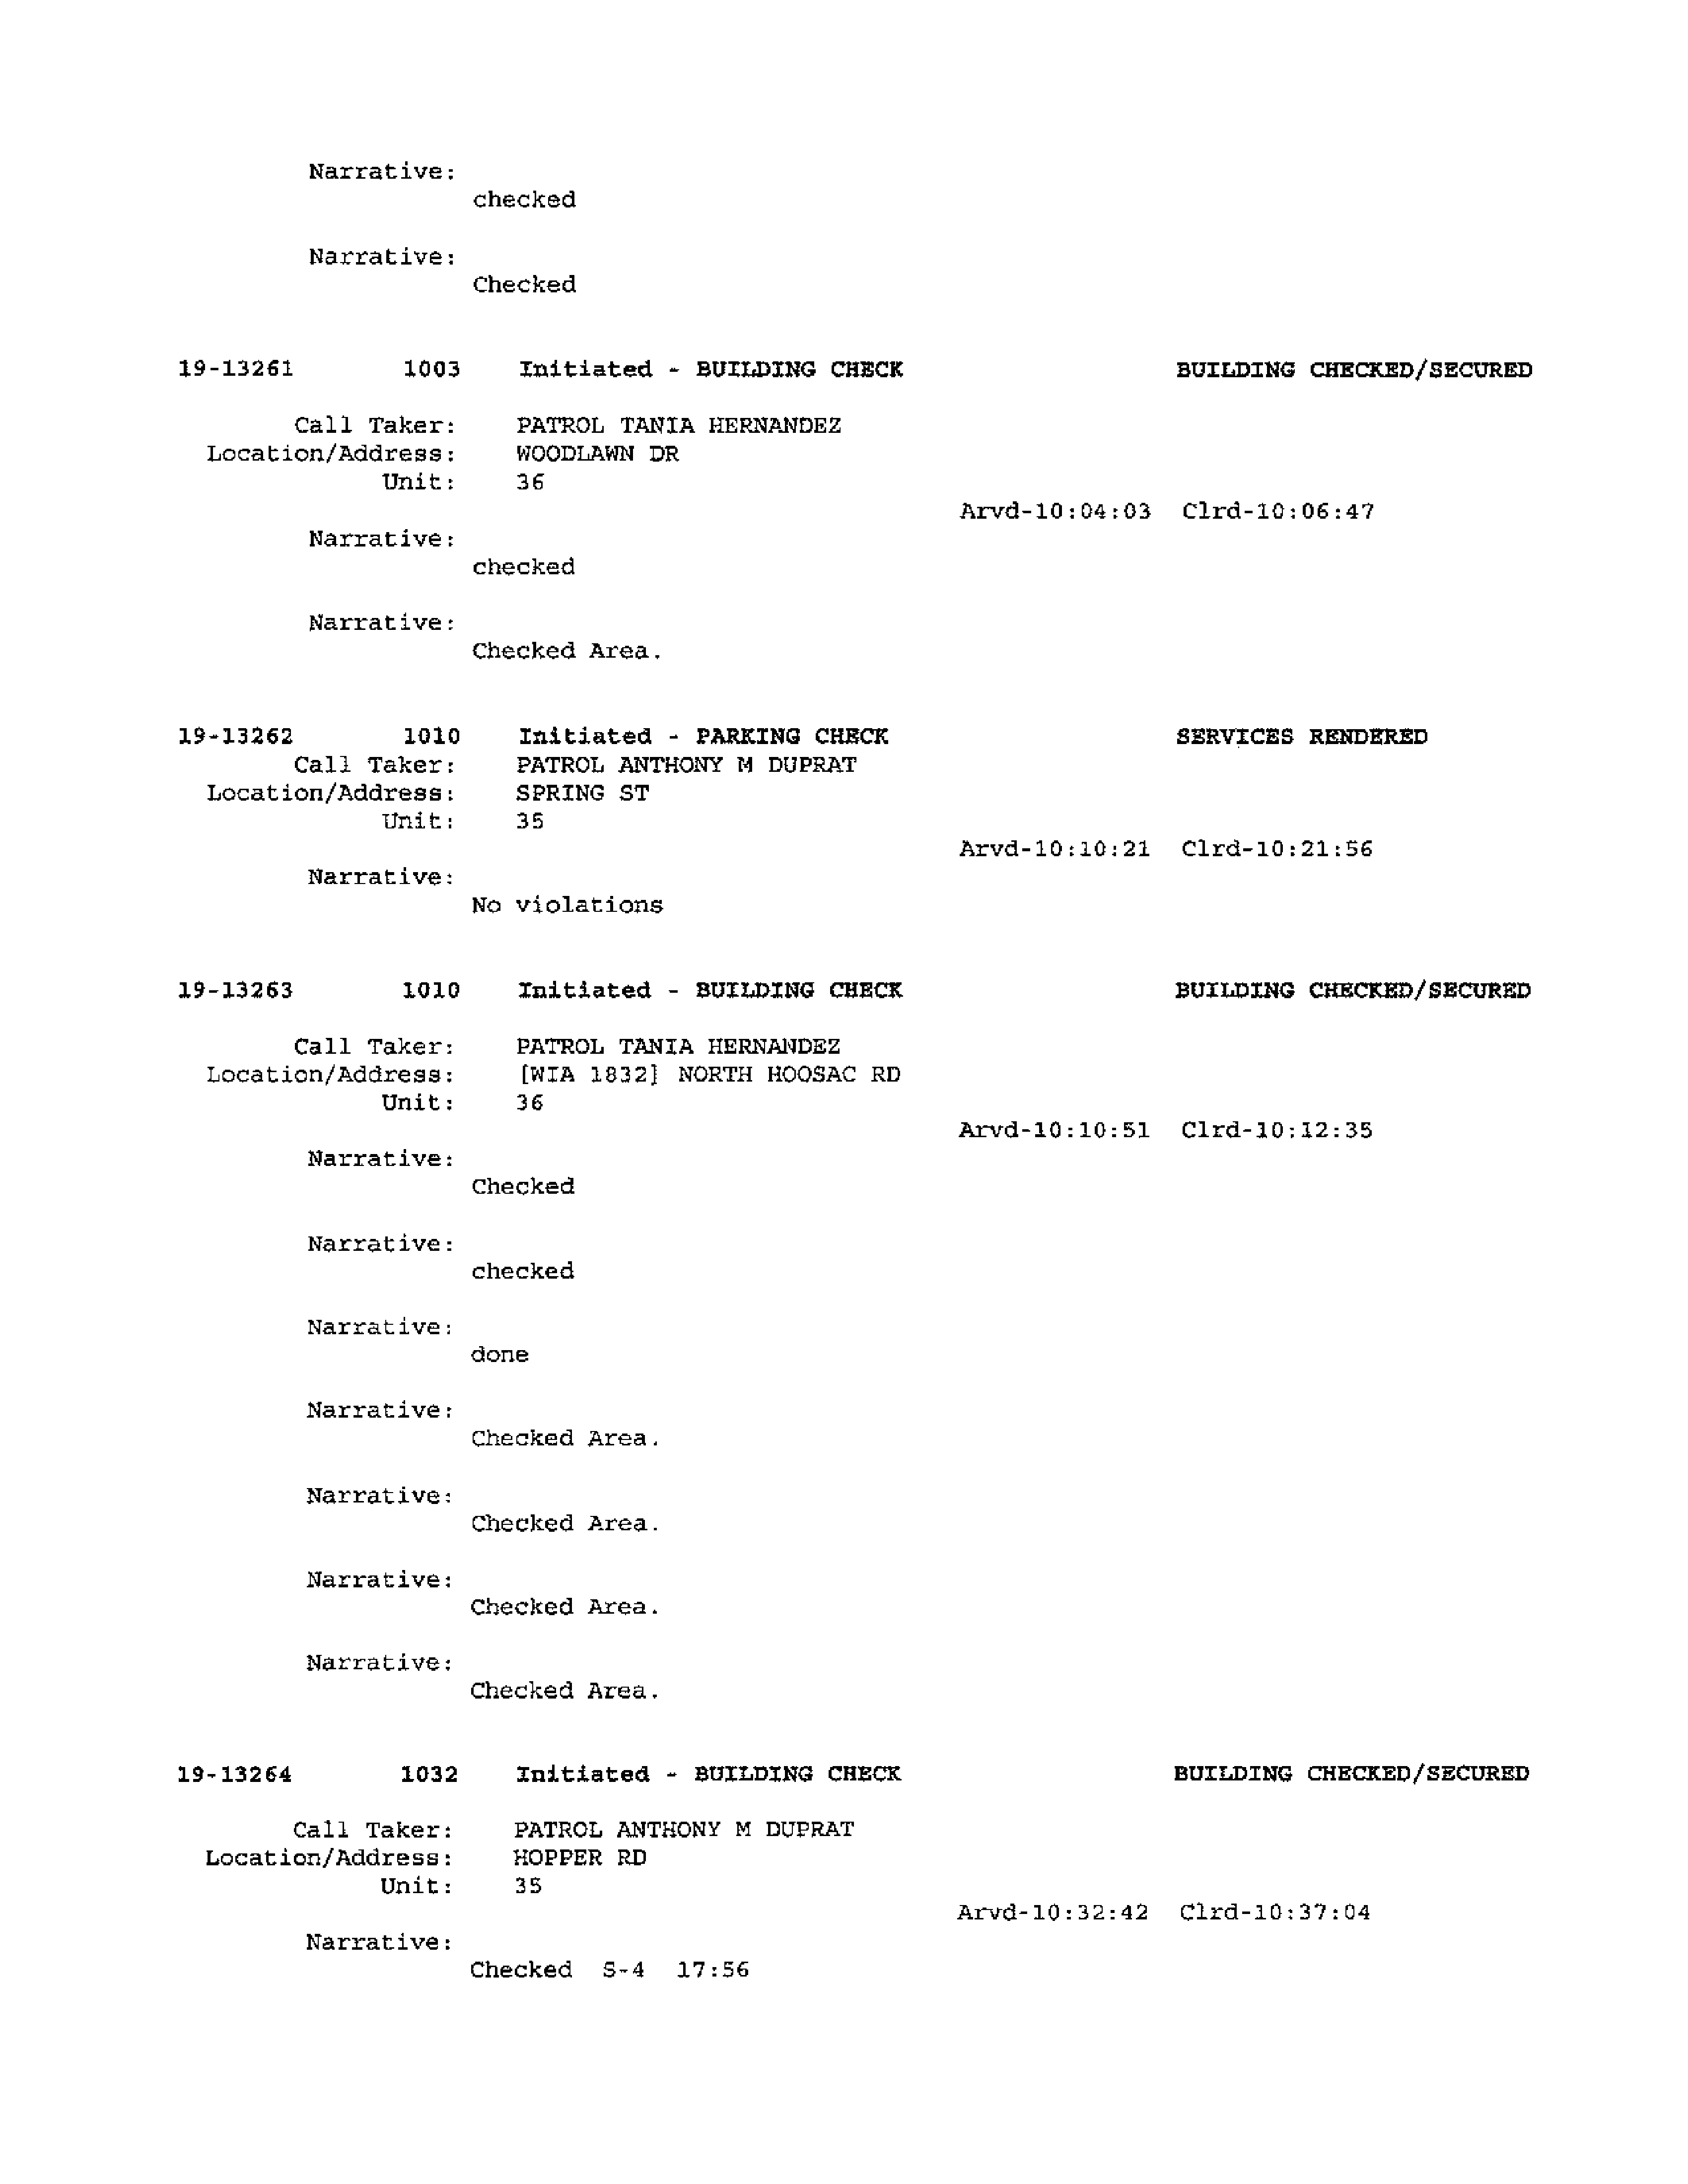 Narrative:
checked
Narrative:
Checked
19-13261 1003 Initiated - BUILDING CHECK BUILDING CHECKED/SECURED
Call Taker: PATROL TANIA HERNANDEZ
Location/Address: WOODLAWN DR
Unit: 36
Arvd-10:04:03 Clrd-10:06:47
Narrative:
checked
Narrative:
Checked Area.
19-13262 1010 Initiated - PARKING CHECK SERVICES RENDERED
Call Taker: PATROL ANTHONY M DUPRAT
Location/Address: SPRING ST
Unit: 35
Arvd-10:10:21 Clrd-10:21:56
Narrative:
No violations
19-13263 1010 Initiated - BUILDING CHECK BUILDING CHECKED/SECURED
Call Taker: PATROL TANIA HERNANDEZ
Location/Address: [WIA 1832] NORTH HOOSAC RD
Unit: 36
Arvd-10:10:51 Clrd-10:12:35
Narrative:
Checked
Narrative:
checked
Narrative:
done
Narrative:
Checked Area.
Narrative:
Checked Area.
Narrative:
Checked Area.
Narrative:
Checked Area.
19-13264 1032 Initiated - BUILDING CHECK BUILDING CHECKED/SECURED
Call Taker: PATROL ANTHONY M DUPRAT
Location/Address: HOPPER RD
Unit: 35
Arvd-10:32:42 Clrd-10:37:04
Narrative:
Checked S-4 17:56